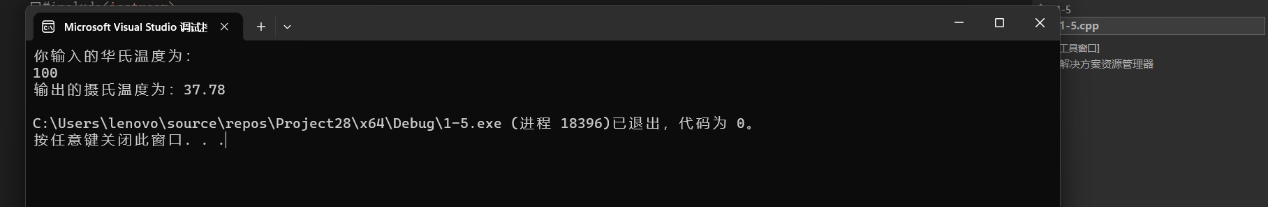 Microsoft Visual Studio 调试
1-5
1-5.cpp
工具窗口]
解决方案资源管理器
你输入的华氏温度为:
100
输出的摄氏温度为: 37.78
C:\Users\lenovo\source\repos\Project28\x64\Debug\1-5.exe (进程 18396)已退出,代码为 0。
按任意键关闭此窗口. . .